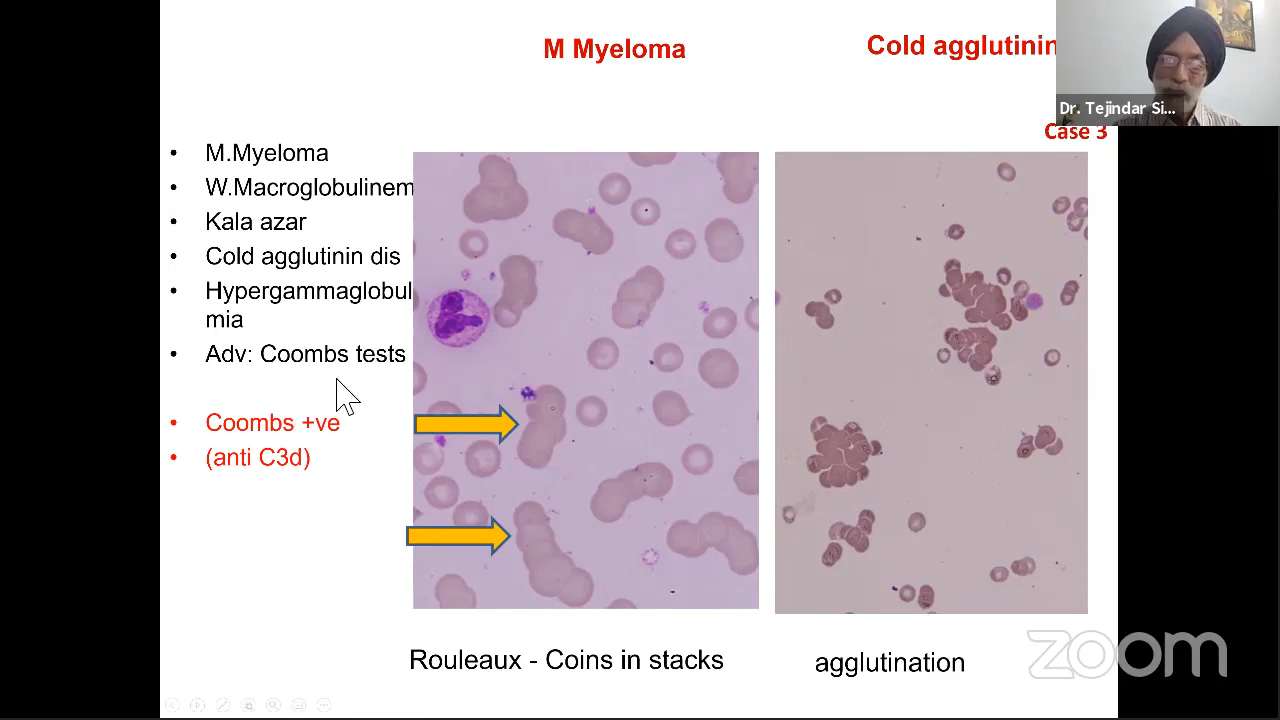 M Myeloma
Cold agglutinin
Dr. Tejindar Si...
Case 3
• M.Myeloma
• W.Macroglobulinem
• Kala azar
• Cold agglutinin dis
• Hypergammaglobul
mia
• Adv: Coombs tests
• Coombs +ve
• (anti C3d)
Rouleaux - Coins in stacks
agglutination
zoom